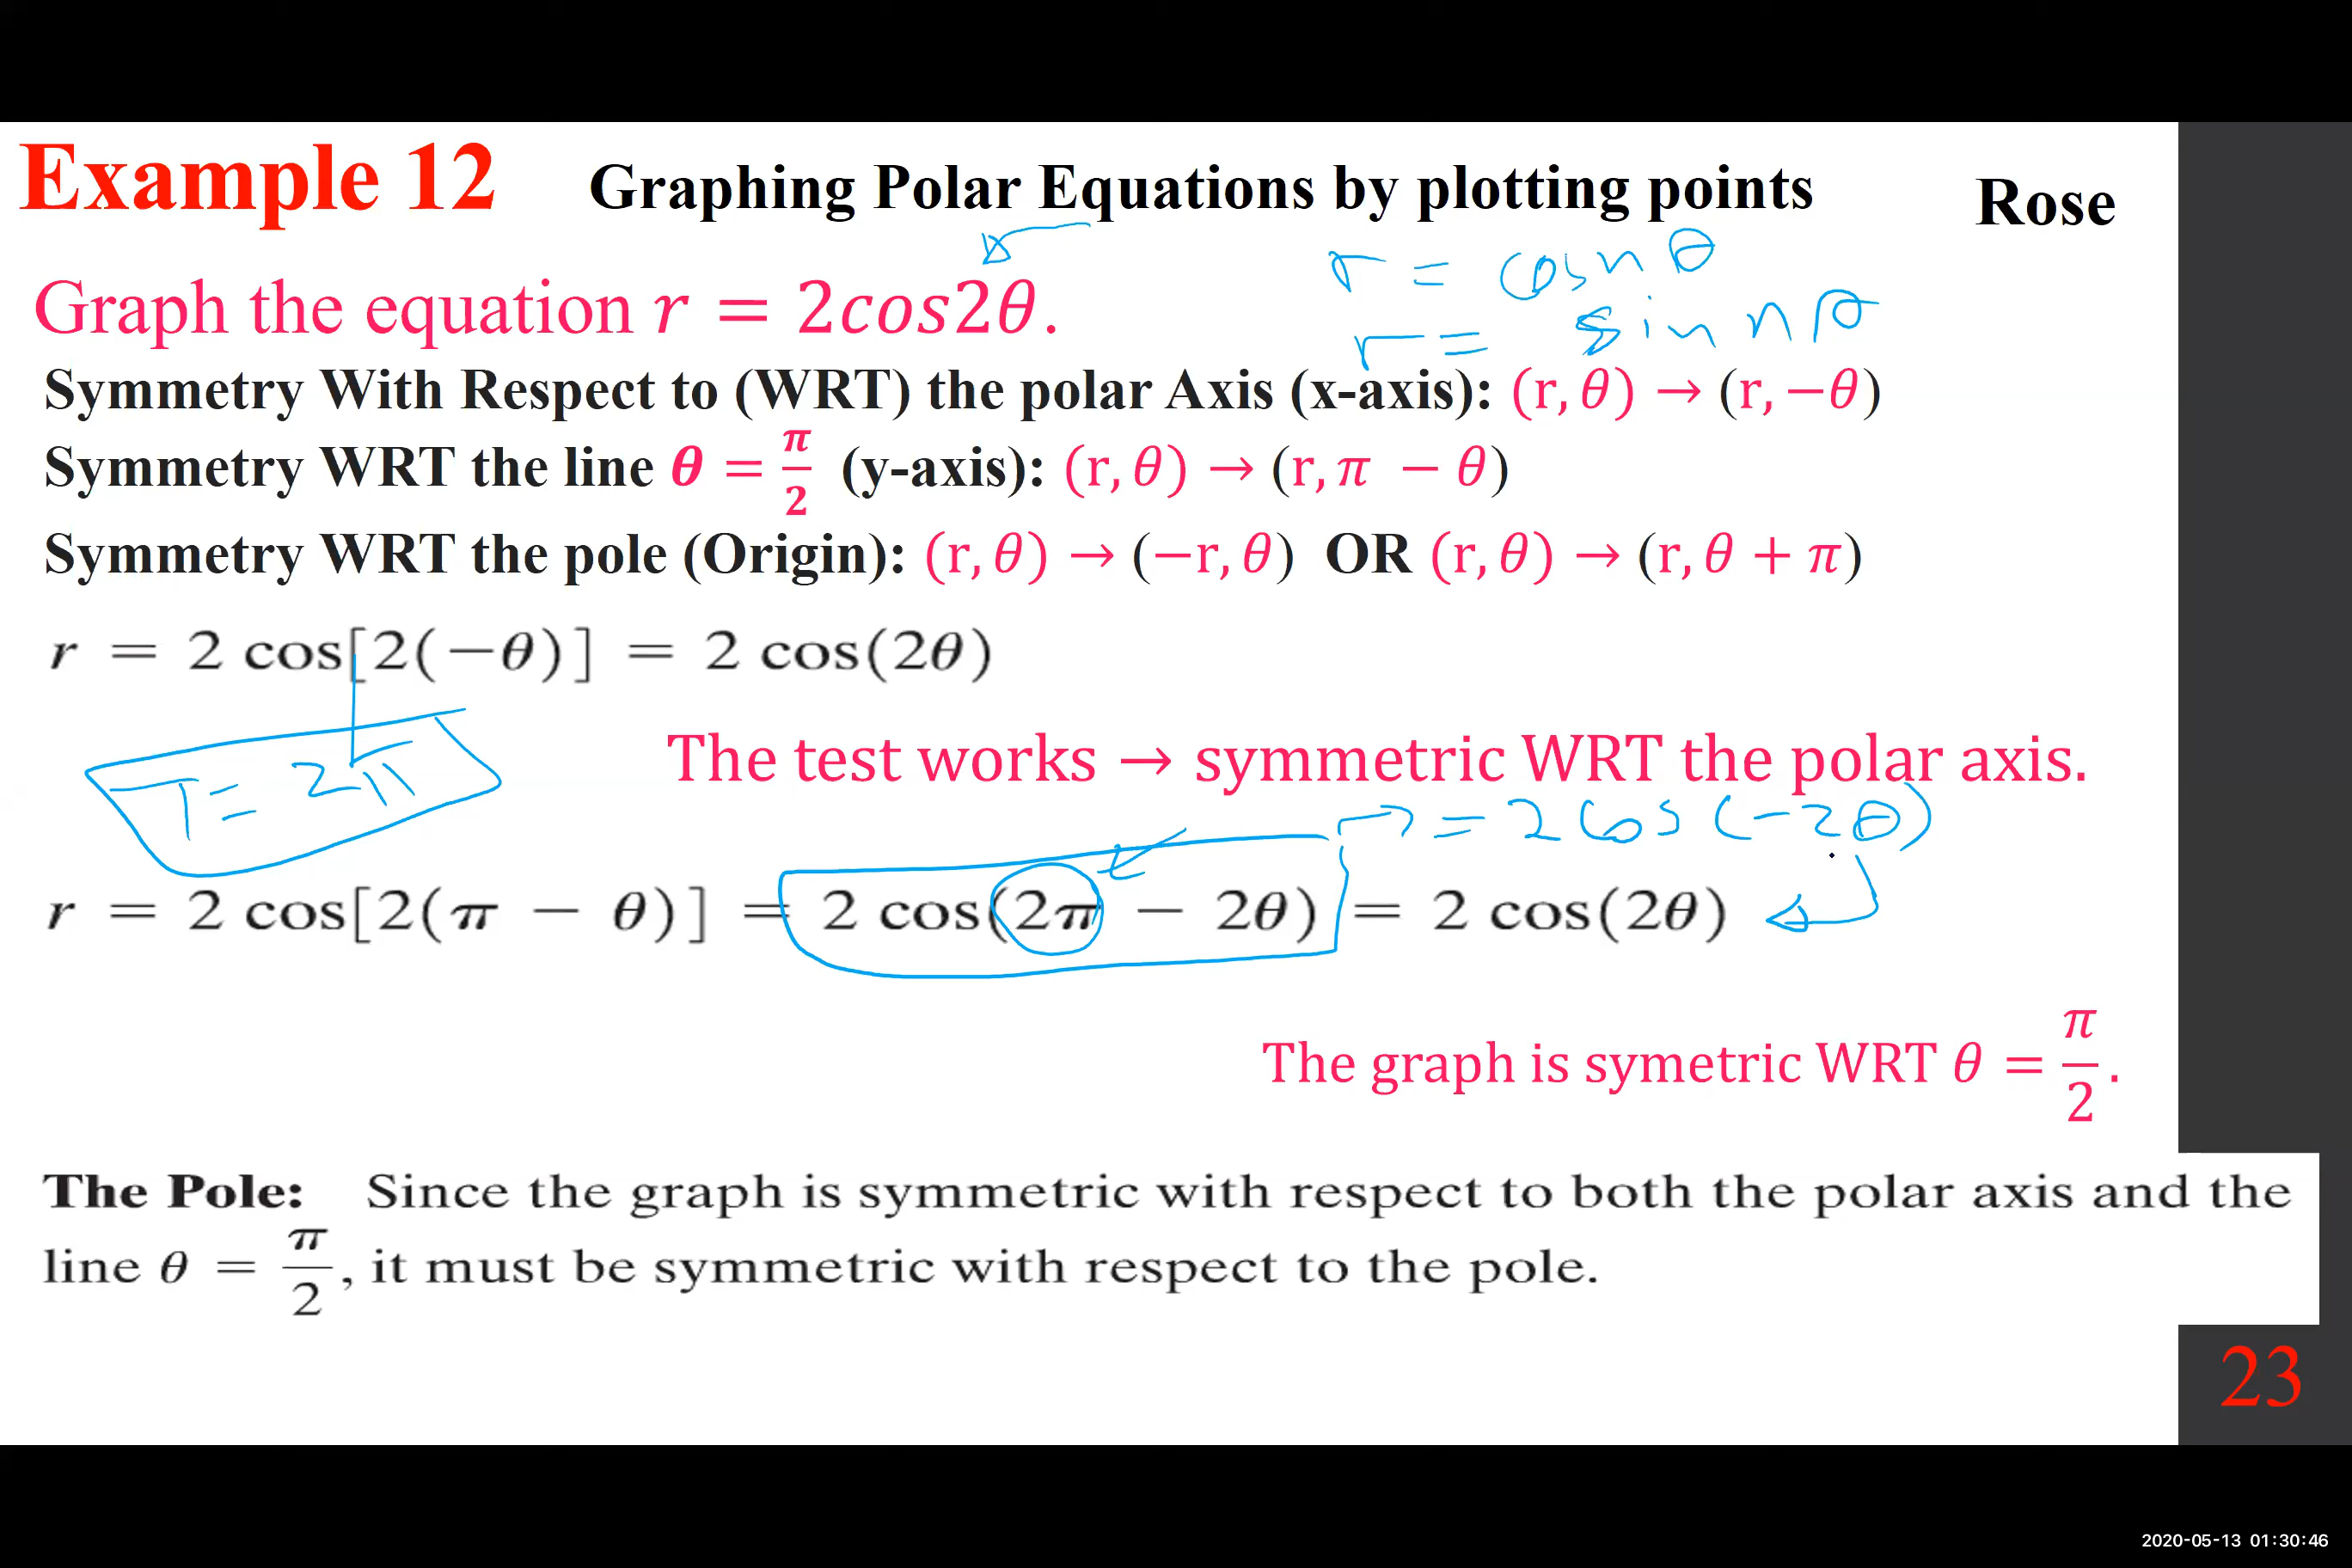 Example 12 Graphing Polar Equations by plotting points Rose
r = cos n θ
Graph the equation r = 2cos2θ.
r = sin n θ
Symmetry With Respect to (WRT) the polar Axis (x-axis): (r, θ) → (r, −θ)
Symmetry WRT the line θ = π/2 (y-axis): (r, θ) → (r, π − θ)
Symmetry WRT the pole (Origin): (r, θ) → (−r, θ) OR (r, θ) → (r, θ + π)
r = 2 cos[2(−θ)] = 2 cos(2θ)
T = 2π
The test works → symmetric WRT the polar axis.
= 2 cos(−2θ)
r = 2 cos[2(π − θ)] = 2 cos(2π − 2θ) = 2 cos(2θ)
The graph is symetric WRT θ = π/2.
The Pole: Since the graph is symmetric with respect to both the polar axis and the
line θ = π/2, it must be symmetric with respect to the pole.
23
2020-05-13 01:30:46